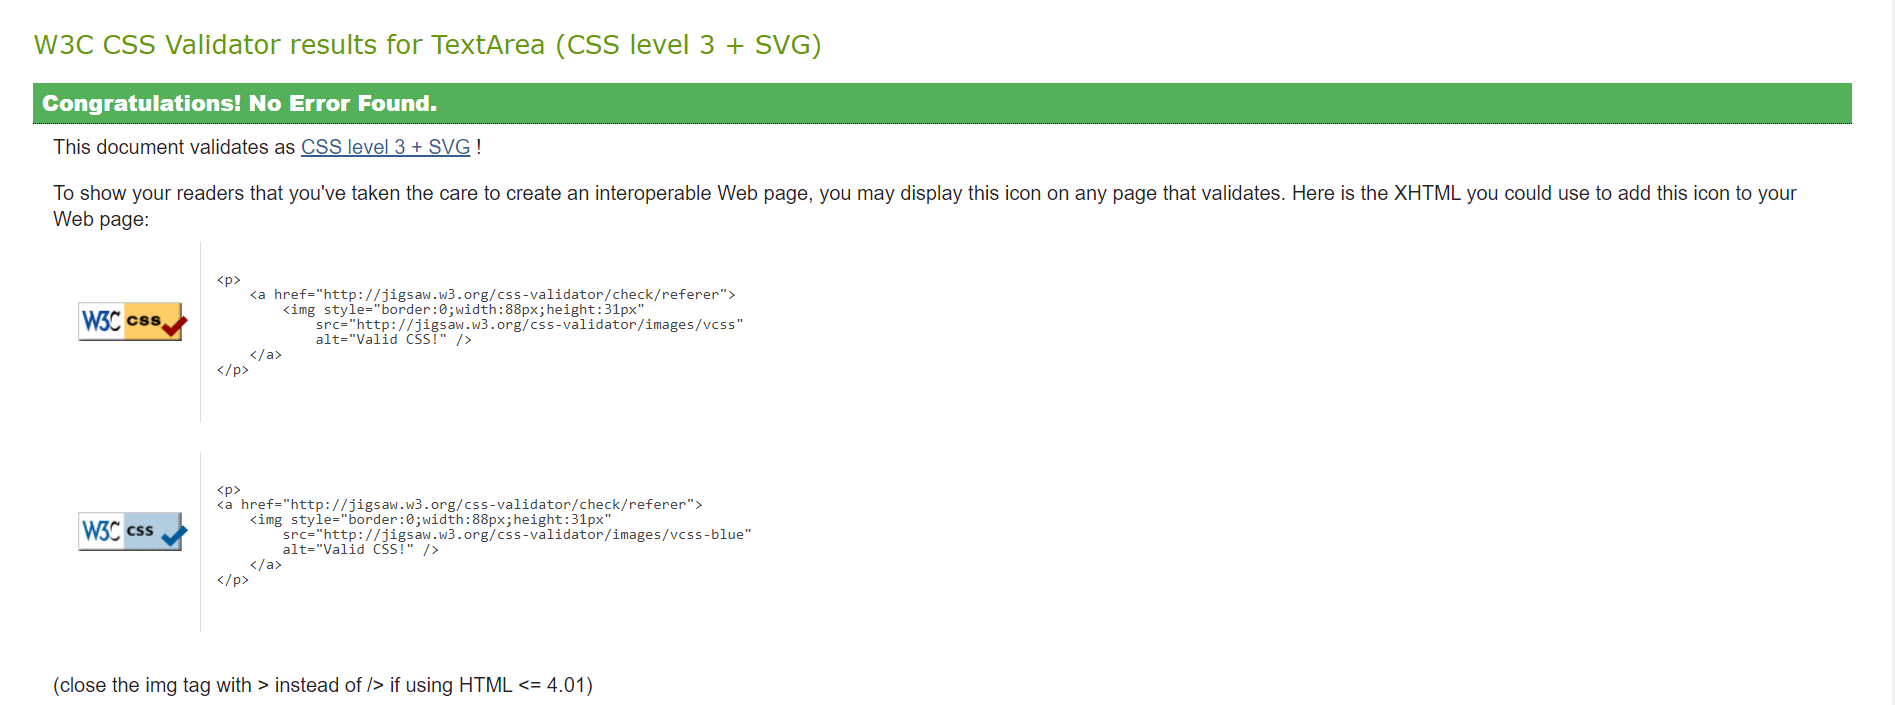 W3C CSS Validator results for TextArea (CSS level 3 + SVG)
Congratulations! No Error Found.
This document validates as CSS level 3 + SVG !
To show your readers that you've taken the care to create an interoperable Web page, you may display this icon on any page that validates. Here is the XHTML you could use to add this icon to your
Web page:
W3C css
<p>
    <a href="http://jigsaw.w3.org/css-validator/check/referer">
        <img style="border:0;width:88px;height:31px"
            src="http://jigsaw.w3.org/css-validator/images/vcss"
            alt="Valid CSS!" />
    </a>
</p>
W3C css
<p>
<a href="http://jigsaw.w3.org/css-validator/check/referer">
    <img style="border:0;width:88px;height:31px"
        src="http://jigsaw.w3.org/css-validator/images/vcss-blue"
        alt="Valid CSS!" />
    </a>
</p>
(close the img tag with > instead of /> if using HTML <= 4.01)